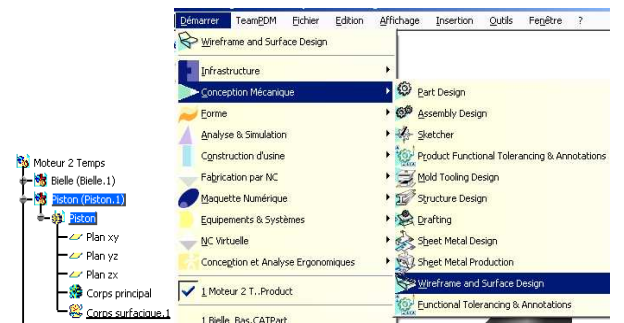 Démarrer TeamPDM Fichier Edition Affichage Insertion Outils Fenêtre ?
Wireframe and Surface Design
Infrastructure
Conception Mécanique
Forme
Analyse & Simulation
Construction d'usine
Fabrication par NC
Maquette Numérique
Equipements & Systèmes
NC Virtuelle
Conception et Analyse Ergonomiques
1 Moteur 2 T..Product
1 Bielle_Bas.CATPart
Part Design
Assembly Design
Sketcher
Product Functional Tolerancing & Annotations
Mold Tooling Design
Structure Design
Drafting
Sheet Metal Design
Sheet Metal Production
Wireframe and Surface Design
Functional Tolerancing & Annotations
Moteur 2 Temps
Bielle (Bielle.1)
Piston (Piston.1)
Piston
Plan xy
Plan yz
Plan zx
Corps principal
Corps surfacique.1